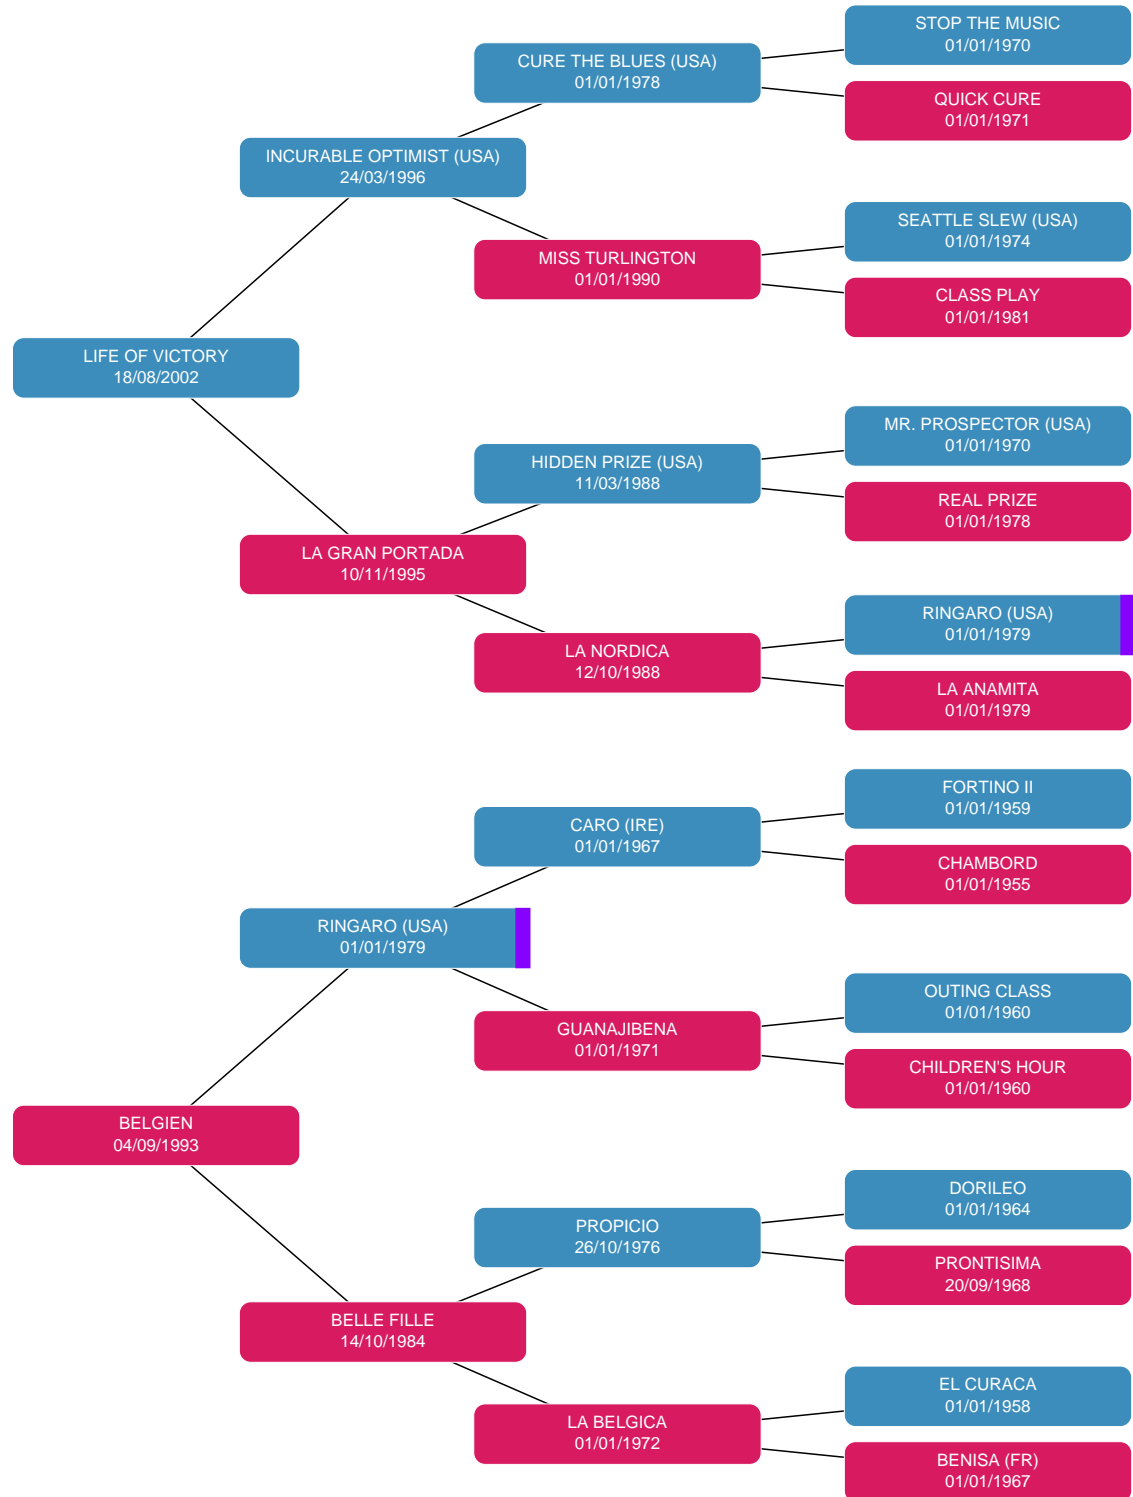 STOP THE MUSIC
01/01/1970
CURE THE BLUES (USA)
01/01/1978
QUICK CURE
01/01/1971
INCURABLE OPTIMIST (USA)
24/03/1996
SEATTLE SLEW (USA)
01/01/1974
MISS TURLINGTON
01/01/1990
CLASS PLAY
01/01/1981
LIFE OF VICTORY
18/08/2002
MR. PROSPECTOR (USA)
01/01/1970
HIDDEN PRIZE (USA)
11/03/1988
REAL PRIZE
01/01/1978
LA GRAN PORTADA
10/11/1995
RINGARO (USA)
01/01/1979
LA NORDICA
12/10/1988
LA ANAMITA
01/01/1979
FORTINO II
01/01/1959
CARO (IRE)
01/01/1967
CHAMBORD
01/01/1955
RINGARO (USA)
01/01/1979
OUTING CLASS
01/01/1960
GUANAJIBENA
01/01/1971
CHILDREN'S HOUR
01/01/1960
BELGIEN
04/09/1993
DORILEO
01/01/1964
PROPICIO
26/10/1976
PRONTISIMA
20/09/1968
BELLE FILLE
14/10/1984
EL CURACA
01/01/1958
LA BELGICA
01/01/1972
BENISA (FR)
01/01/1967